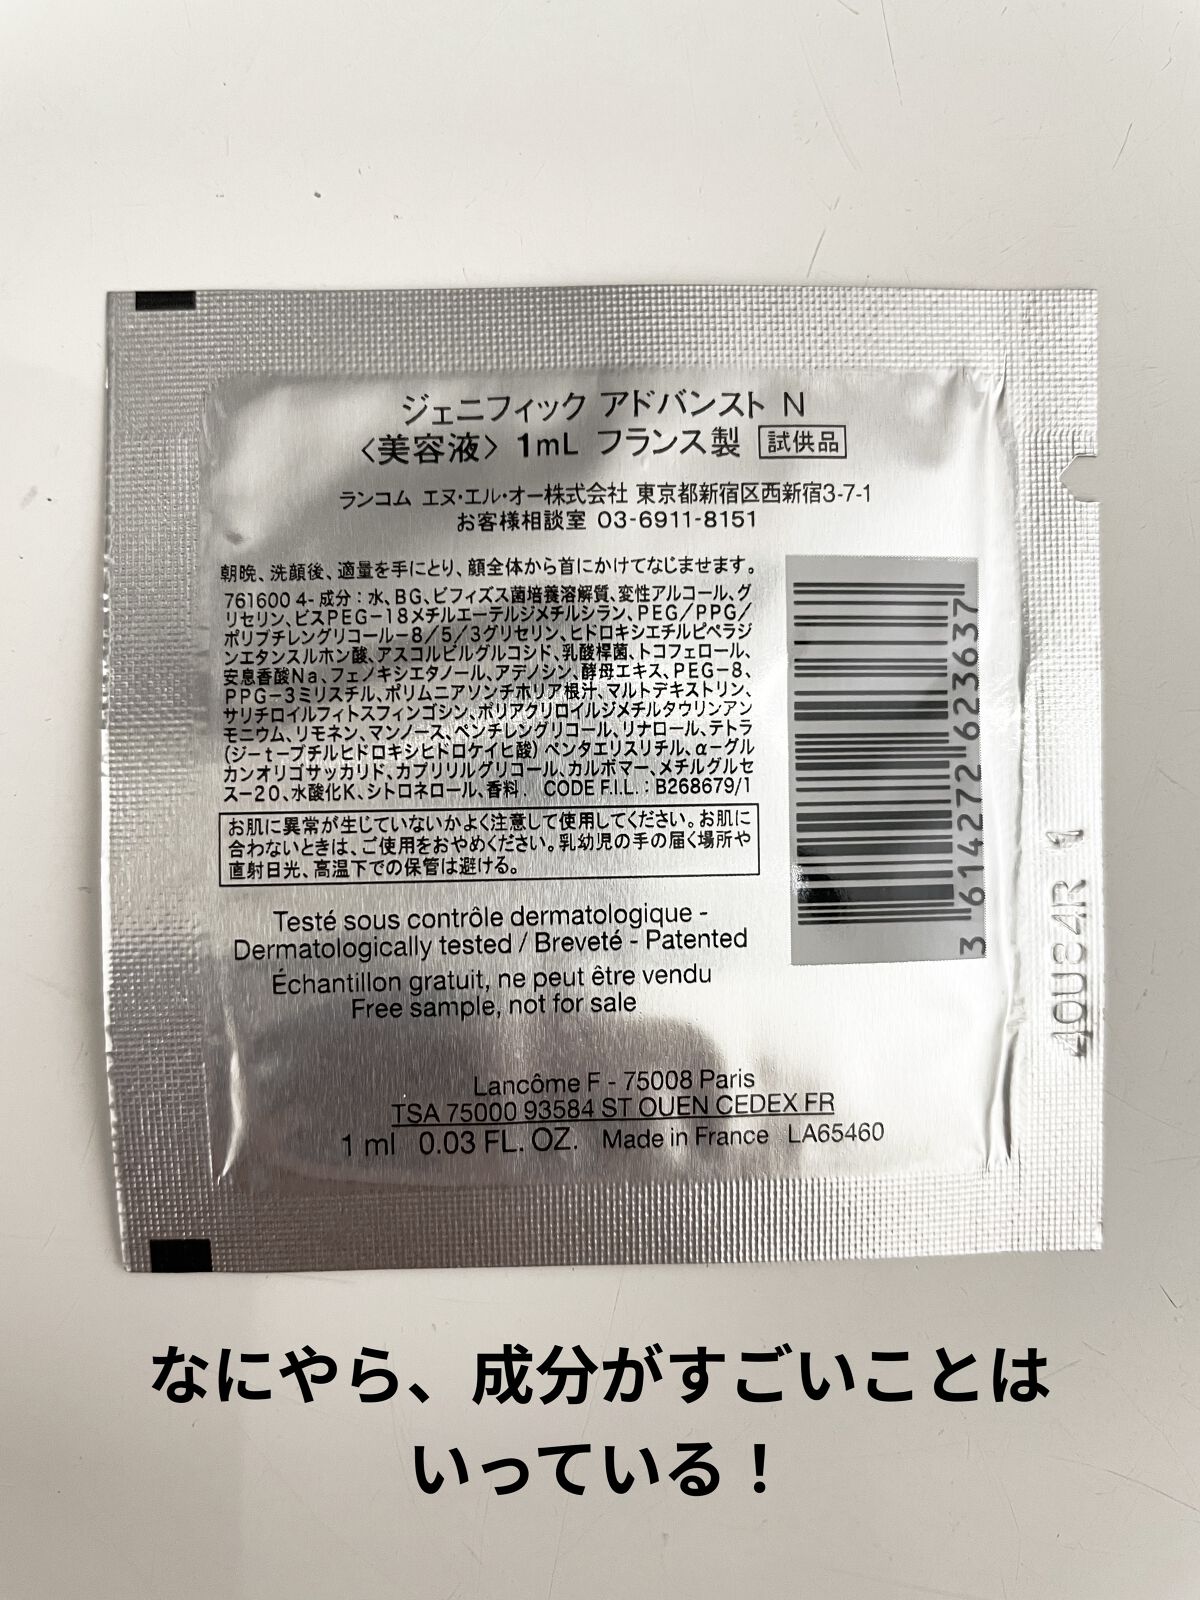 ジェニフィック アドバンスト N
〈美容液〉 1mL フランス製 試供品
ランコム エヌ・エル・オー株式会社 東京都新宿区西新宿3-7-1
お客様相談室 03-6911-8151
朝晩、洗顔後、適量を手にとり、顔全体から首にかけてなじませます。
761600 4- 成分：水、BG、ビフィズス菌培養溶解質、変性アルコール、グ
リセリン、ビスPEG-18メチルエーテルジメチルシラン、PEG/PPG/
ポリブチレングリコール-8/5/3グリセリン、ヒドロキシエチルピペラジ
ンエタンスルホン酸、アスコルビルグルコシド、乳酸桿菌、トコフェロール、
安息香酸Na、フェノキシエタノール、アデノシン、酵母エキス、PEG-8、
PPG-3ミリスチル、ポリムニアソンチホリア根汁、マルトデキストリン、
サリチロイルフィトスフィンゴシン、ポリアクリロイルジメチルタウリンアン
モニウム、リモネン、マンノース、ペンチレングリコール、リナロール、テトラ
(ジ-t-ブチルヒドロキシヒドロケイヒ酸) ペンタエリスリチル、α-グル
カンオリゴサッカリド、カプリリルグリコール、カルボマー、メチルグルセ
ス-20、水酸化K、シトロネロール、香料. CODE F.I.L. : B268679/1
お肌に異常が生じていないかよく注意して使用してください。お肌に
合わないときは、ご使用をおやめください。乳幼児の手の届く場所や
直射日光、高温下での保管は避ける。
3 614272 623637
Testé sous contrôle dermatologique -
Dermatologically tested / Breveté - Patented
Échantillon gratuit, ne peut être vendu
Free sample, not for sale
Lancôme F - 75008 Paris
TSA 75000 93584 ST OUEN CEDEX FR
1 ml 0.03 FL. OZ. Made in France LA65460
なにやら、成分がすごいことは
いっている！